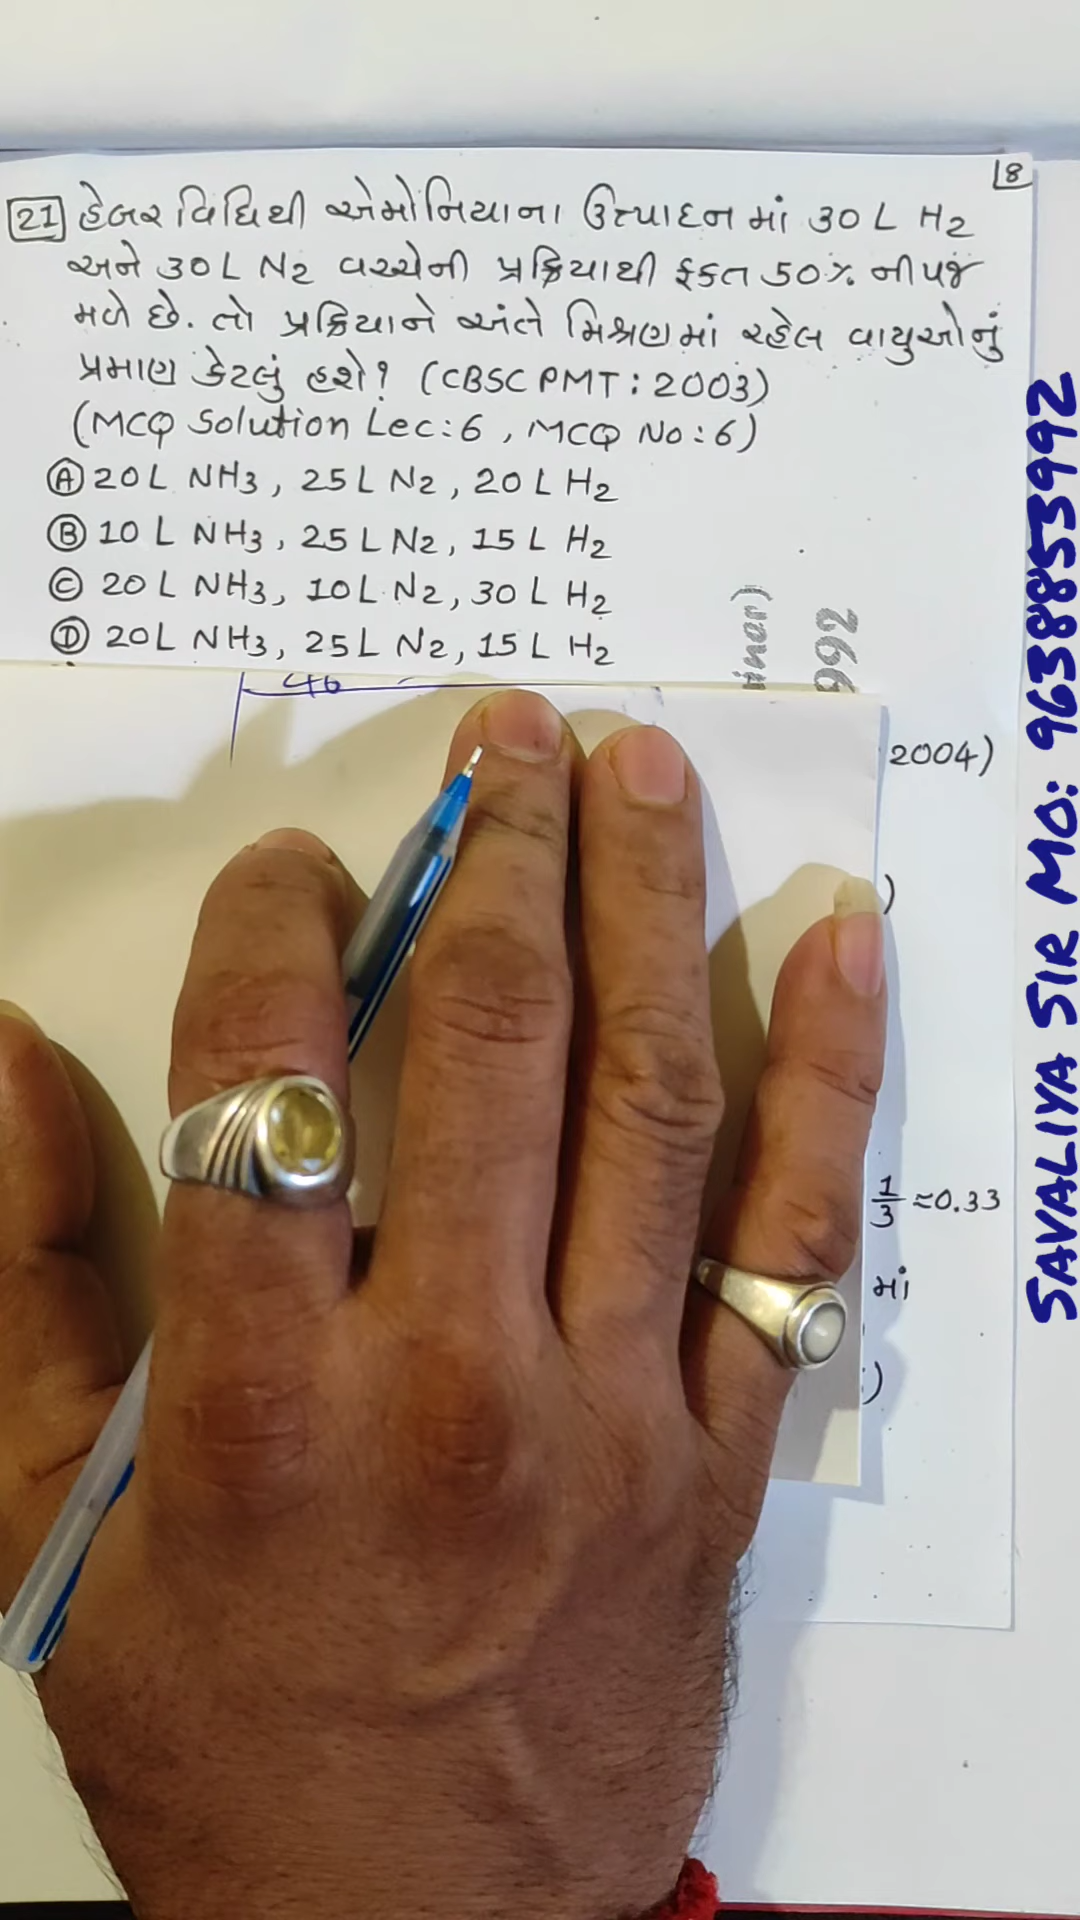 18
21 હેબર વિધિથી એમોનિયાના ઉત્પાદન માં 30 L H2
અને 30 L N2 વચ્ચેની પ્રક્રિયાથી ફક્ત 50% નીપજ
મળે છે. તો પ્રક્રિયાને અંતે મિશ્રણમાં રહેલ વાયુઓનું
પ્રમાણ કેટલું હશે? (CBSC PMT : 2003)
(MCQ Solution Lec:6 , MCQ No : 6)
A 20 L NH3 , 25 L N2 , 20 L H2
B 10 L NH3 , 25 L N2 , 15 L H2
C 20 L NH3 , 10 L N2 , 30 L H2
D 20 L NH3 , 25 L N2 , 15 L H2
46
inar)
992
2004)
)
1/3 ≈0.33
માં
:)
SAVALIYA SIR MO: 9638853992